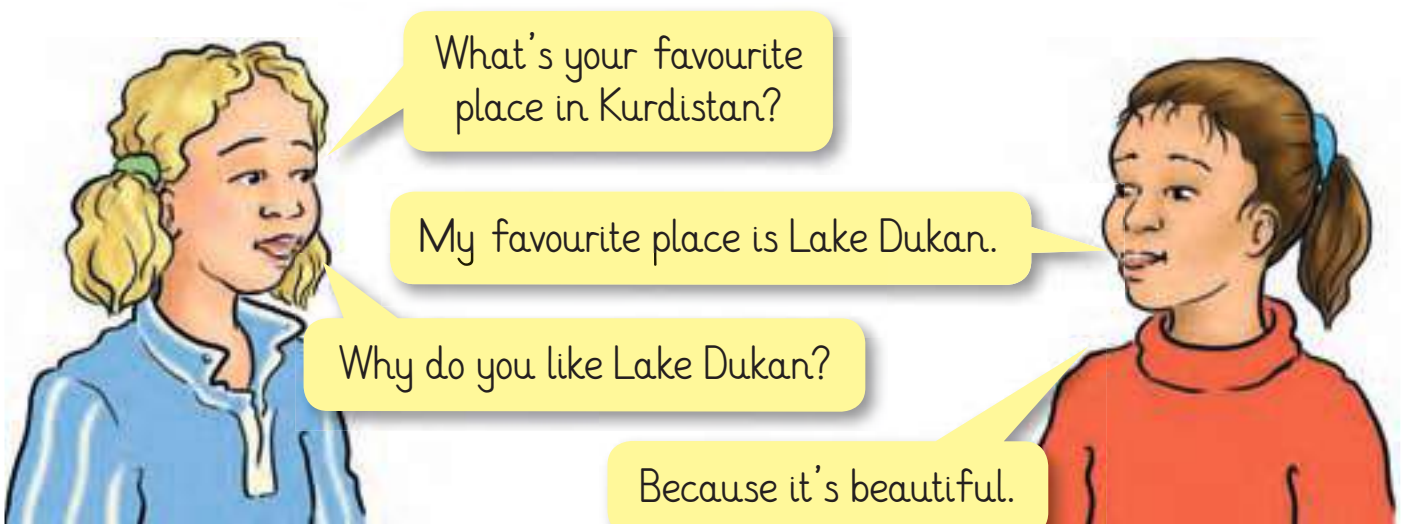 What's your favourite
place in Kurdistan?
My favourite place is Lake Dukan.
Why do you like Lake Dukan?
Because it's beautiful.